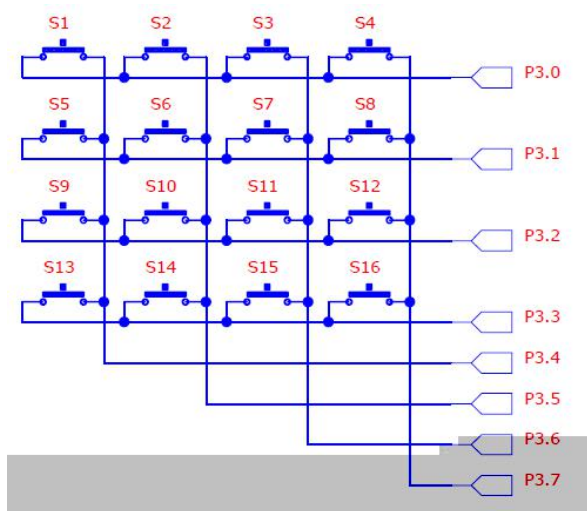 S1 S2 S3 S4
P3.0
S5 S6 S7 S8
P3.1
S9 S10 S11 S12
P3.2
S13 S14 S15 S16
P3.3
P3.4
P3.5
P3.6
P3.7